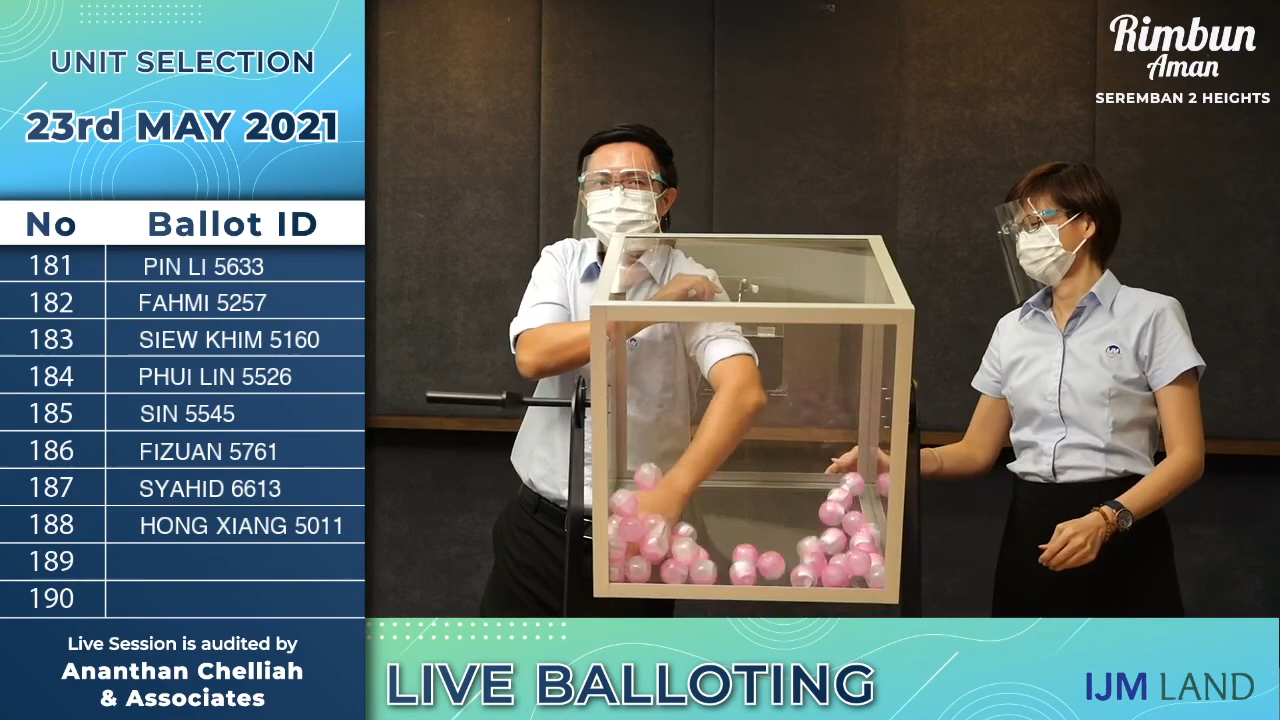 UNIT SELECTION
23rd MAY 2021
No Ballot ID
181 PIN LI 5633
182 FAHMI 5257
183 SIEW KHIM 5160
184 PHUI LIN 5526
185 SIN 5545
186 FIZUAN 5761
187 SYAHID 6613
188 HONG XIANG 5011
189
190
Live Session is audited by
Ananthan Chelliah
& Associates
Rimbun
Aman
SEREMBAN 2 HEIGHTS
IJM
LIVE BALLOTING
IJM LAND